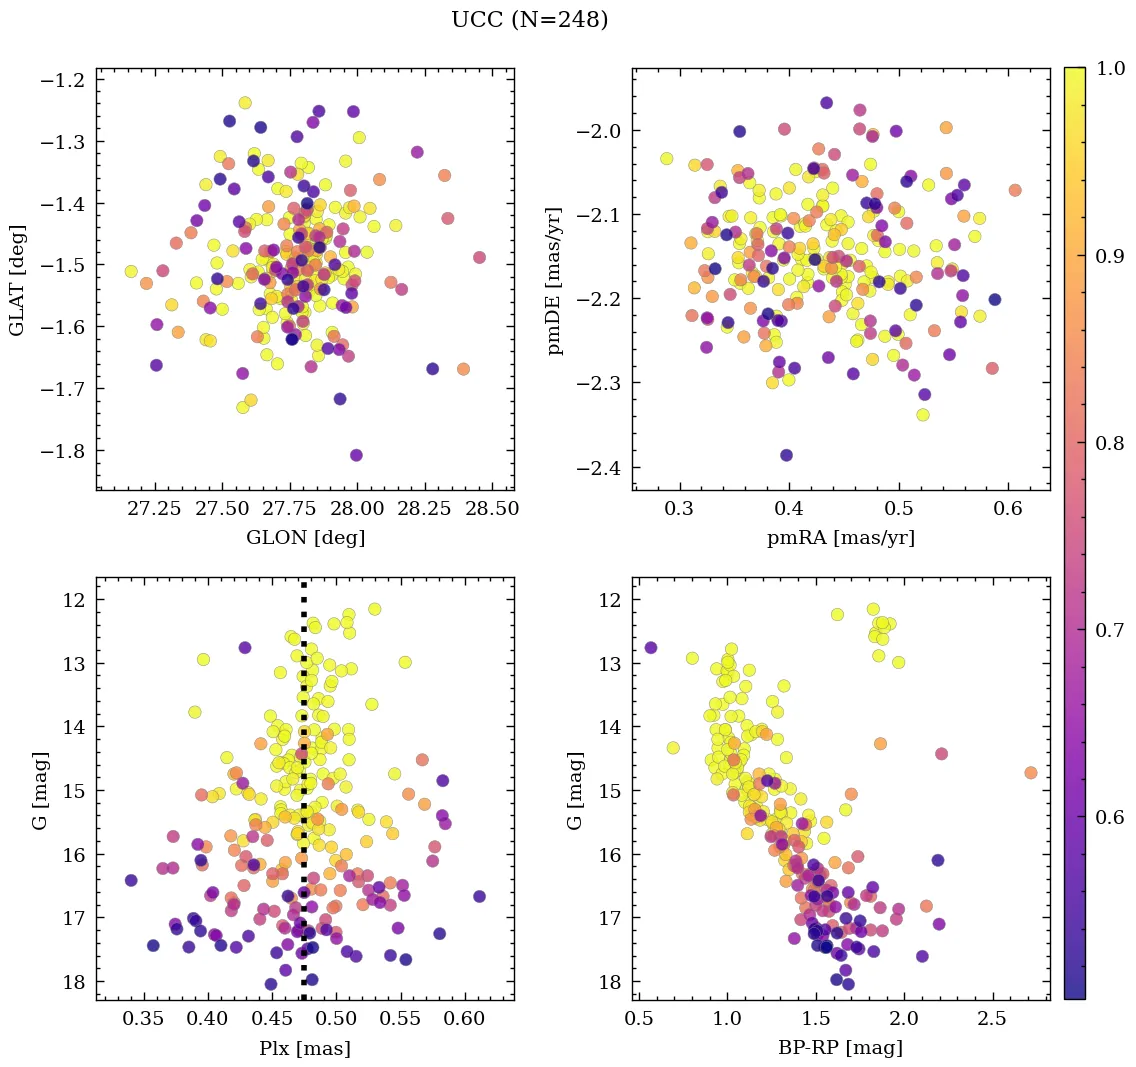 UCC (N=248)
−1.2
−1.3
−1.4
−1.5
−1.6
−1.7
−1.8
GLAT [deg]
27.25 27.50 27.75 28.00 28.25 28.50
GLON [deg]
−2.0
−2.1
−2.2
−2.3
−2.4
pmDE [mas/yr]
0.3 0.4 0.5 0.6
pmRA [mas/yr]
12
13
14
15
16
17
18
G [mag]
0.35 0.40 0.45 0.50 0.55 0.60
Plx [mas]
12
13
14
15
16
17
18
G [mag]
0.5 1.0 1.5 2.0 2.5
BP-RP [mag]
1.0
0.9
0.8
0.7
0.6